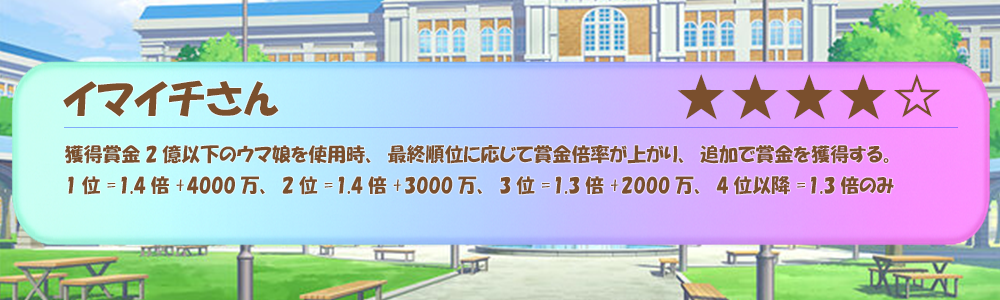 イマイチさん ★★★★☆
獲得賞金2億以下のウマ娘を使用時、最終順位に応じて賞金倍率が上がり、追加で賞金を獲得する。
1位=1.4倍+4000万、2位=1.4倍+3000万、3位=1.3倍+2000万、4位以降=1.3倍のみ